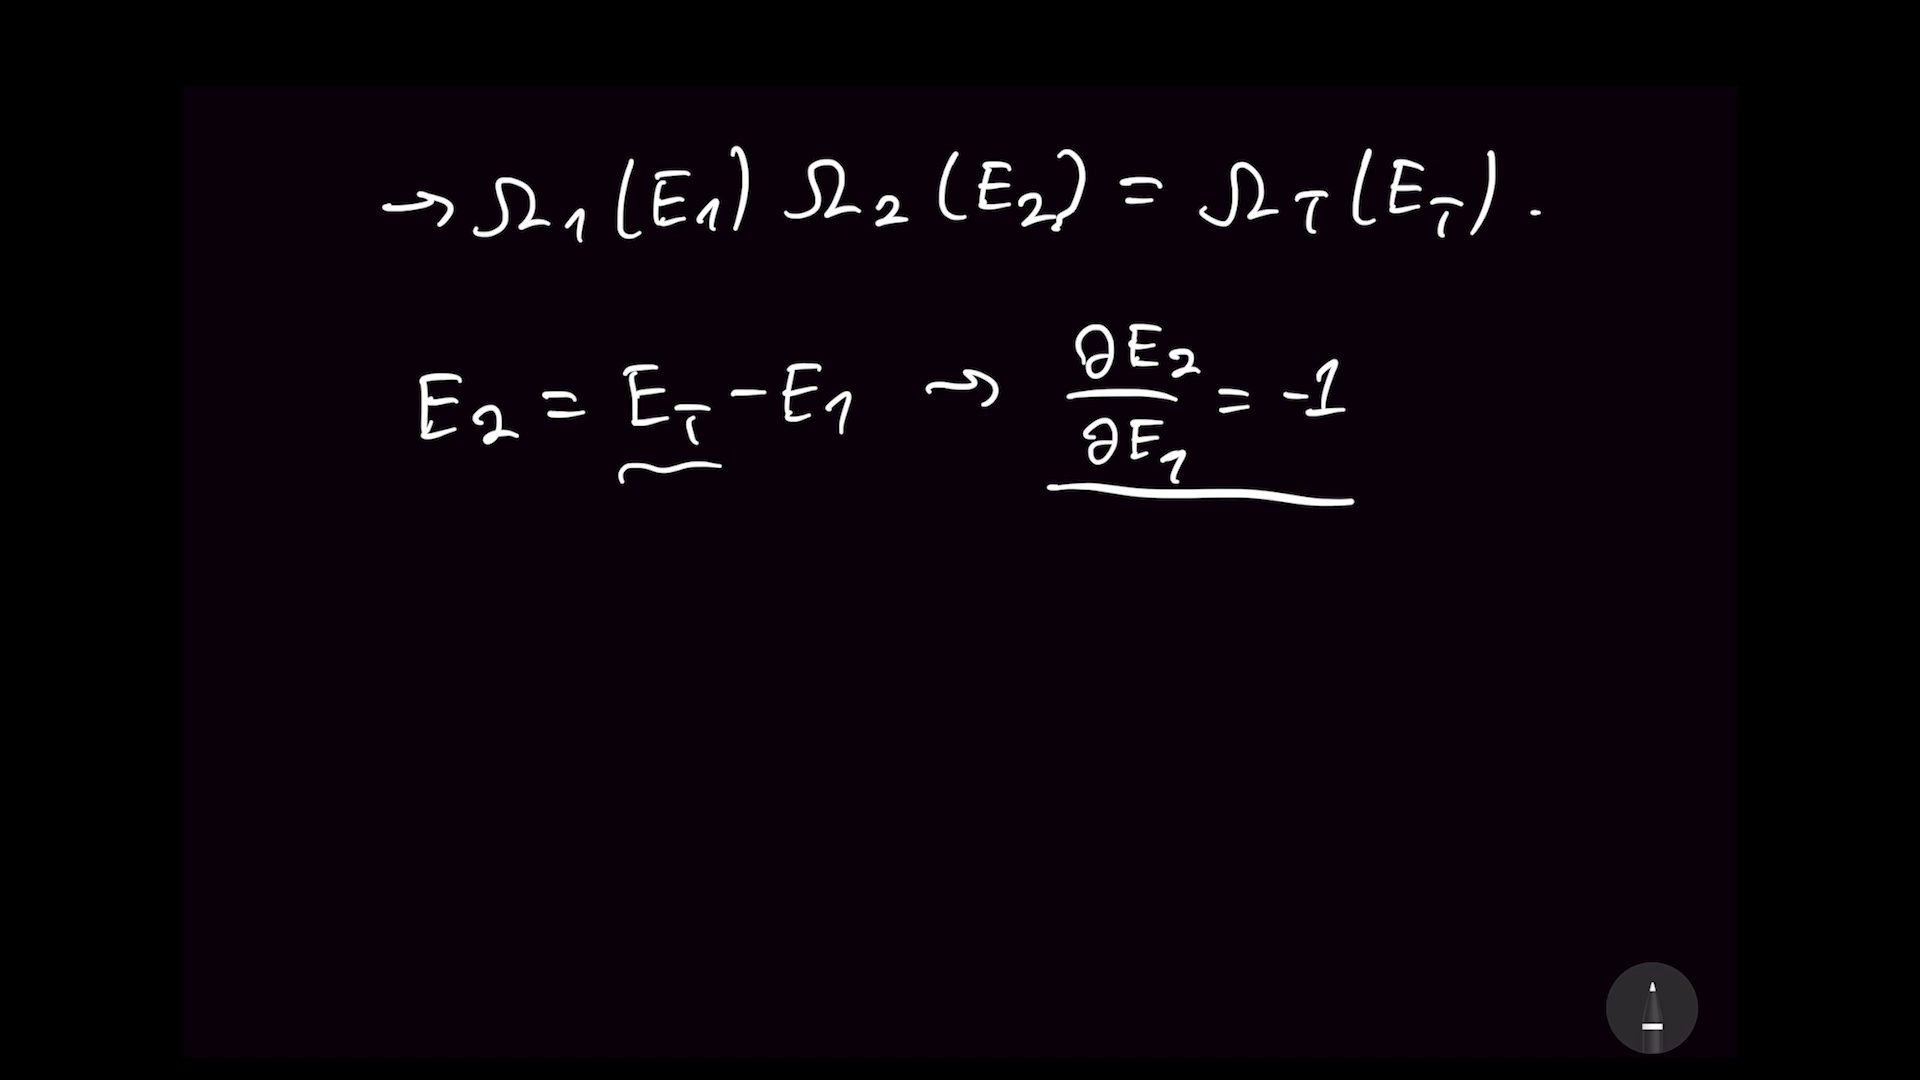 → Ω₁(E₁) Ω₂(E₂) = Ω_T(E_T).
E₂ = E_T - E₁ → ∂E₂/∂E₁ = -1